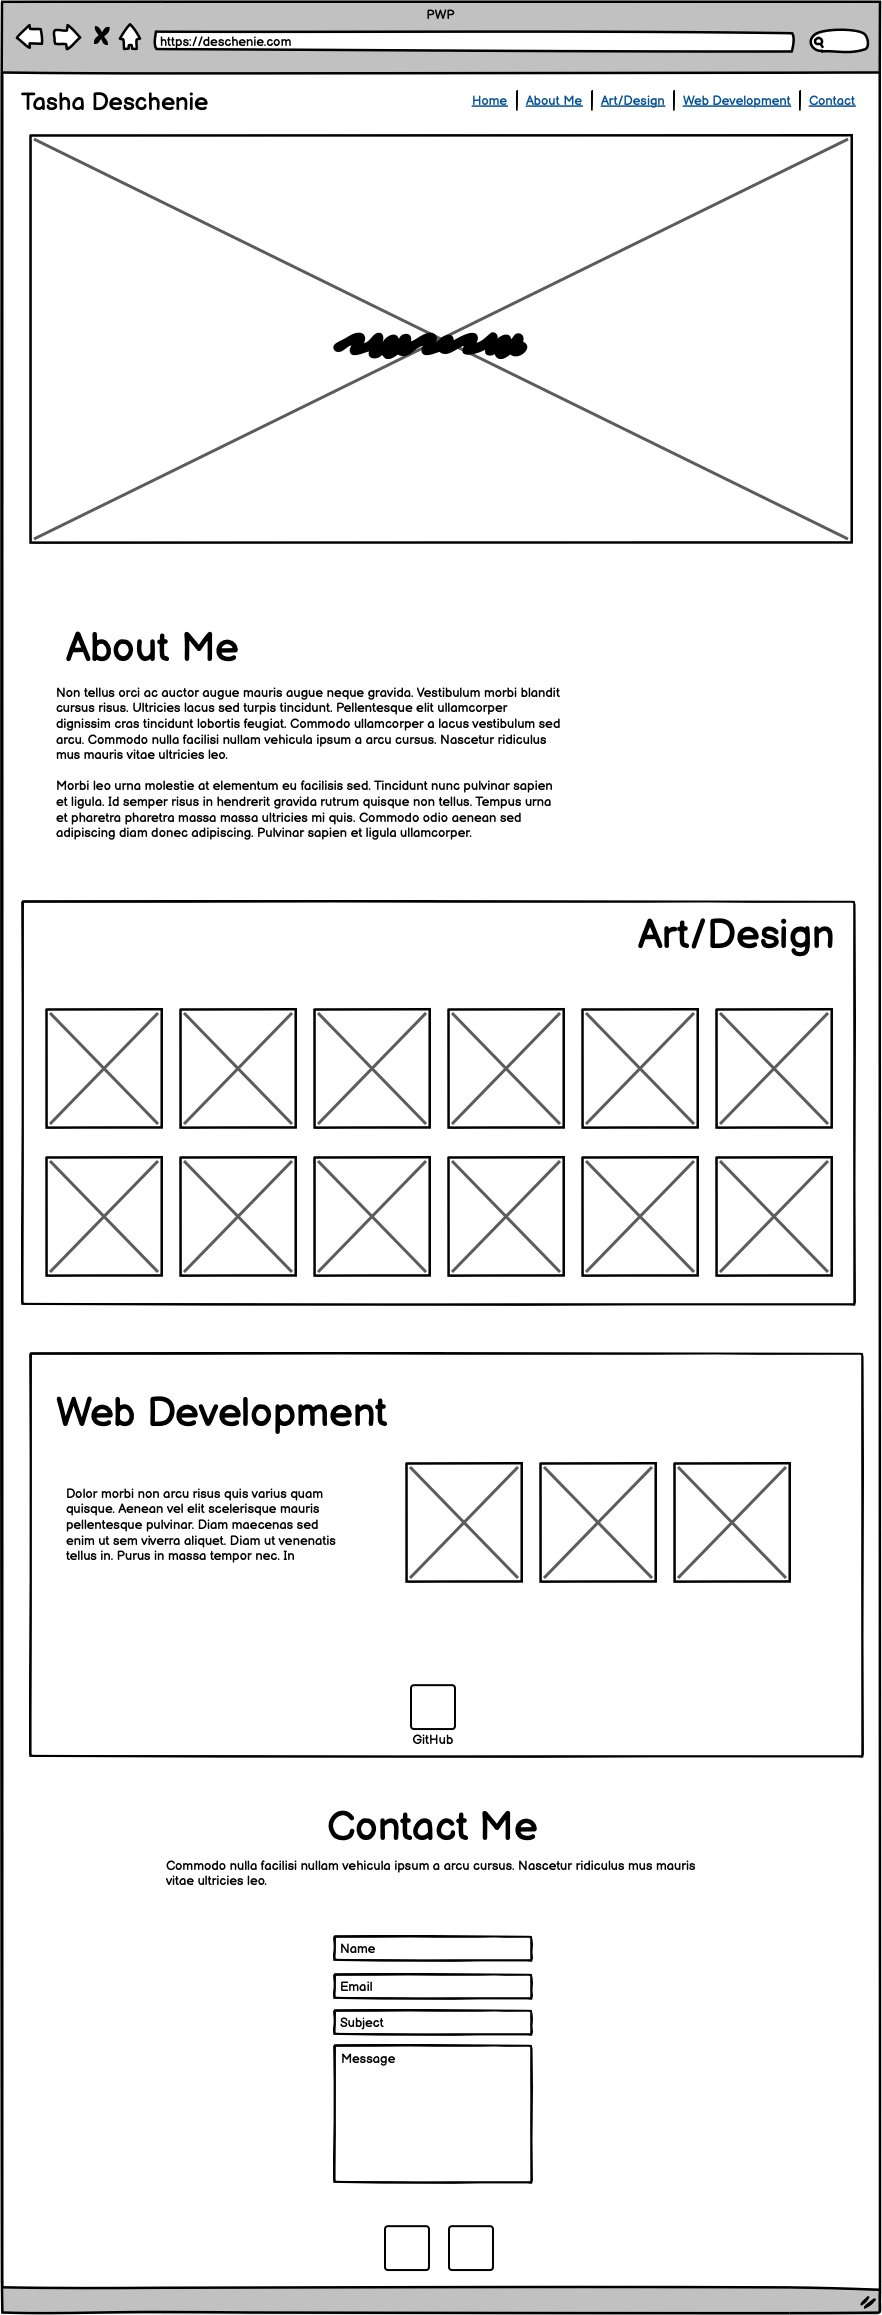 PWP
https://deschenie.com
Tasha Deschenie
Home | About Me | Art/Design | Web Development | Contact
About Me
Non tellus orci ac auctor augue mauris augue neque gravida. Vestibulum morbi blandit
cursus risus. Ultricies lacus sed turpis tincidunt. Pellentesque elit ullamcorper
dignissim cras tincidunt lobortis feugiat. Commodo ullamcorper a lacus vestibulum sed
arcu. Commodo nulla facilisi nullam vehicula ipsum a arcu cursus. Nascetur ridiculus
mus mauris vitae ultricies leo.
Morbi leo urna molestie at elementum eu facilisis sed. Tincidunt nunc pulvinar sapien
et ligula. Id semper risus in hendrerit gravida rutrum quisque non tellus. Tempus urna
et pharetra pharetra massa massa ultricies mi quis. Commodo odio aenean sed
adipiscing diam donec adipiscing. Pulvinar sapien et ligula ullamcorper.
Art/Design
Web Development
Dolor morbi non arcu risus quis varius quam
quisque. Aenean vel elit scelerisque mauris
pellentesque pulvinar. Diam maecenas sed
enim ut sem viverra aliquet. Diam ut venenatis
tellus in. Purus in massa tempor nec. In
GitHub
Contact Me
Commodo nulla facilisi nullam vehicula ipsum a arcu cursus. Nascetur ridiculus mus mauris
vitae ultricies leo.
Name
Email
Subject
Message